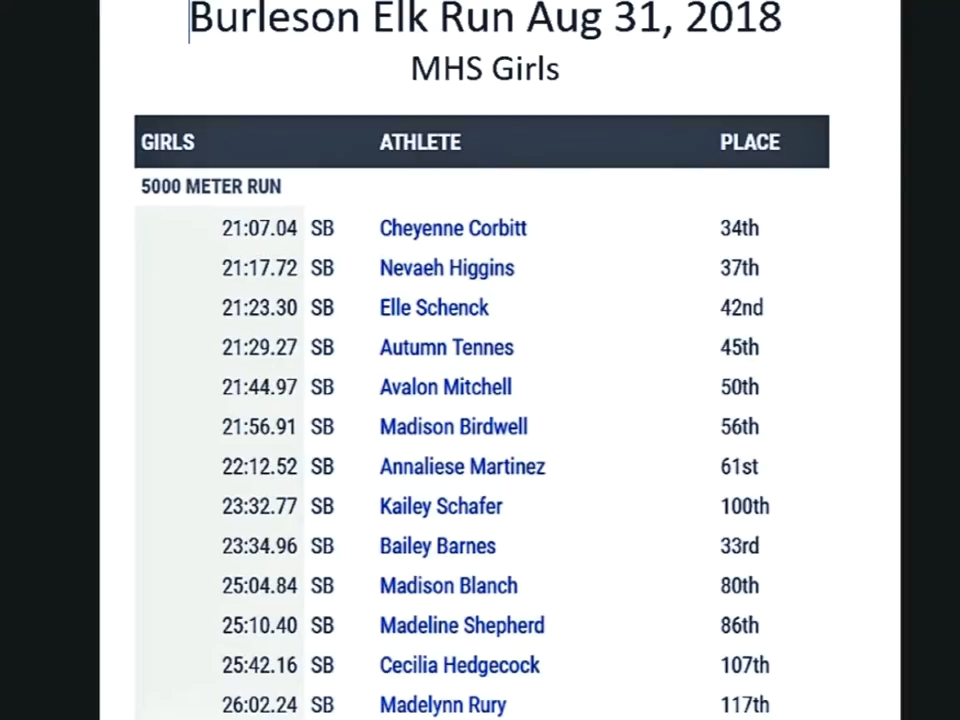 Burleson Elk Run Aug 31, 2018
MHS Girls
GIRLS ATHLETE PLACE
5000 METER RUN
21:07.04 SB Cheyenne Corbitt 34th
21:17.72 SB Nevaeh Higgins 37th
21:23.30 SB Elle Schenck 42nd
21:29.27 SB Autumn Tennes 45th
21:44.97 SB Avalon Mitchell 50th
21:56.91 SB Madison Birdwell 56th
22:12.52 SB Annaliese Martinez 61st
23:32.77 SB Kailey Schafer 100th
23:34.96 SB Bailey Barnes 33rd
25:04.84 SB Madison Blanch 80th
25:10.40 SB Madeline Shepherd 86th
25:42.16 SB Cecilia Hedgecock 107th
26:02.24 SB Madelynn Rury 117th